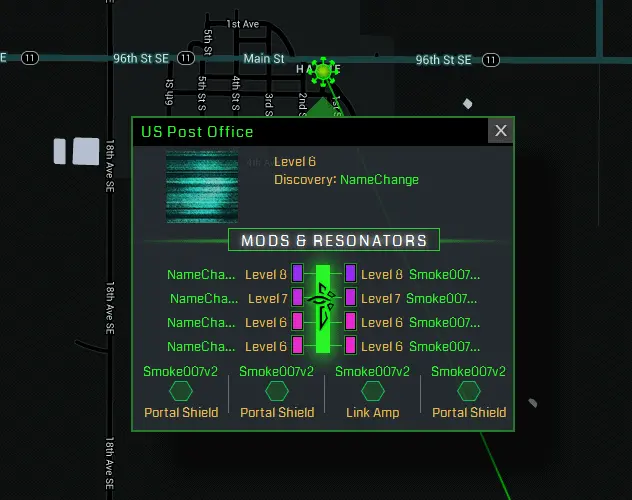 1st Ave
5th St
E 11 96th St SE 11 Main St 96th St SE 11
5th St S
4th St S
3rd
2nd
1st S
US Post Office X
Level 6
Discovery: NameChange
MODS & RESONATORS
NameCha... Level 8 Level 8 Smoke007...
NameCha... Level 7 Level 7 Smoke007...
NameCha... Level 6 Level 6 Smoke007...
NameCha... Level 6 Level 6 Smoke007...
Smoke007v2 Smoke007v2 Smoke007v2 Smoke007v2
Portal Shield Portal Shield Link Amp Portal Shield
18th Ave SE
18th Ave SE
18th Ave SE